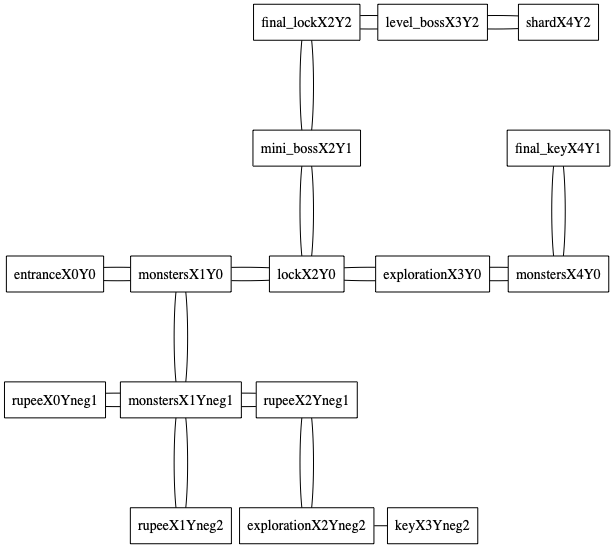 final_lockX2Y2 level_bossX3Y2 shardX4Y2
mini_bossX2Y1 final_keyX4Y1
entranceX0Y0 monstersX1Y0 lockX2Y0 explorationX3Y0 monstersX4Y0
rupeeX0Yneg1 monstersX1Yneg1 rupeeX2Yneg1
rupeeX1Yneg2 explorationX2Yneg2 keyX3Yneg2